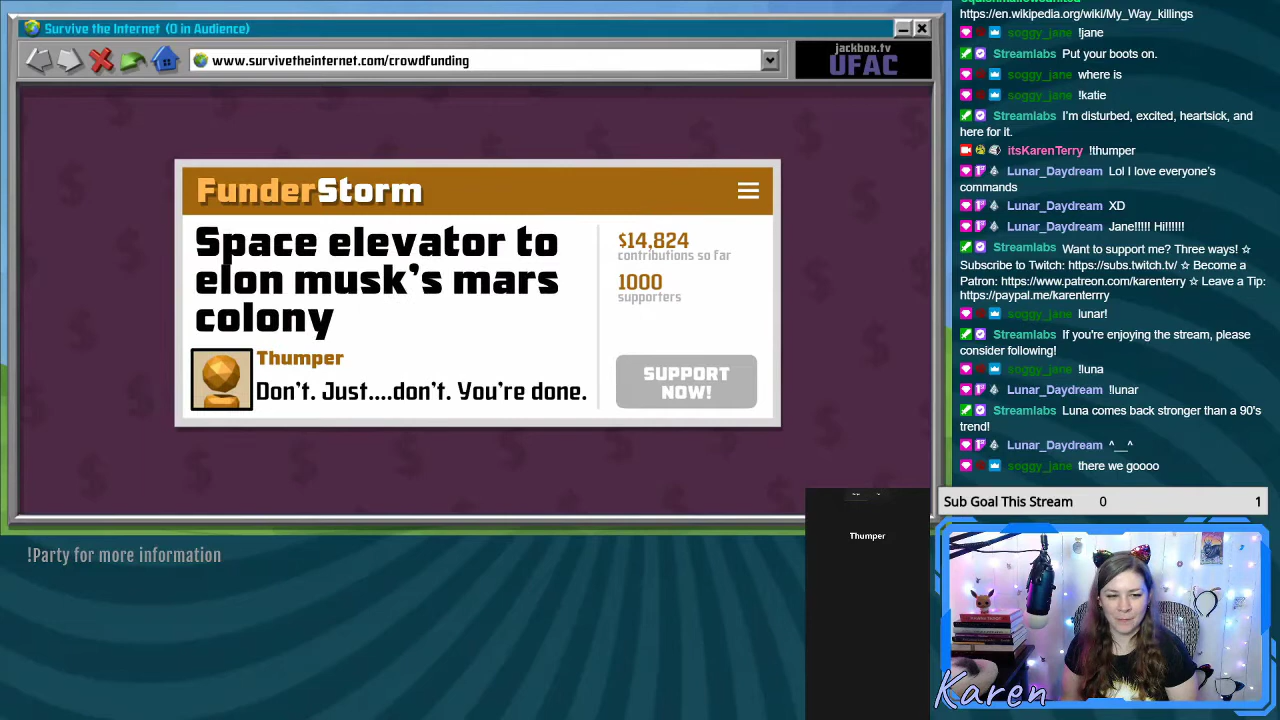 Survive the Internet (0 in Audience)
www.survivetheinternet.com/crowdfunding
jackbox.tv
UFAC
FunderStorm
Space elevator to
elon musk's mars
colony
Thumper
Don't. Just....don't. You're done.
$14,824
contributions so far
1000
supporters
SUPPORT
NOW!
!Party for more information
Thumper
https://en.wikipedia.org/wiki/My_Way_killings
soggy_jane !jane
Streamlabs Put your boots on.
soggy_jane where is
soggy_jane !katie
Streamlabs I'm disturbed, excited, heartsick, and
here for it.
itsKarenTerry !thumper
Lunar_Daydream Lol I love everyone's
commands
Lunar_Daydream XD
Lunar_Daydream Jane!!!!! Hi!!!!!!
Streamlabs Want to support me? Three ways! ☆
Subscribe to Twitch: https://subs.twitch.tv/ ☆ Become a
Patron: https://www.patreon.com/karenterry ☆ Leave a Tip:
https://paypal.me/karenterrry
soggy_jane lunar!
Streamlabs If you're enjoying the stream, please
consider following!
soggy_jane !luna
Lunar_Daydream !lunar
Streamlabs Luna comes back stronger than a 90's
trend!
Lunar_Daydream ^__^
soggy_jane there we goooo
Sub Goal This Stream 0 1
Karen